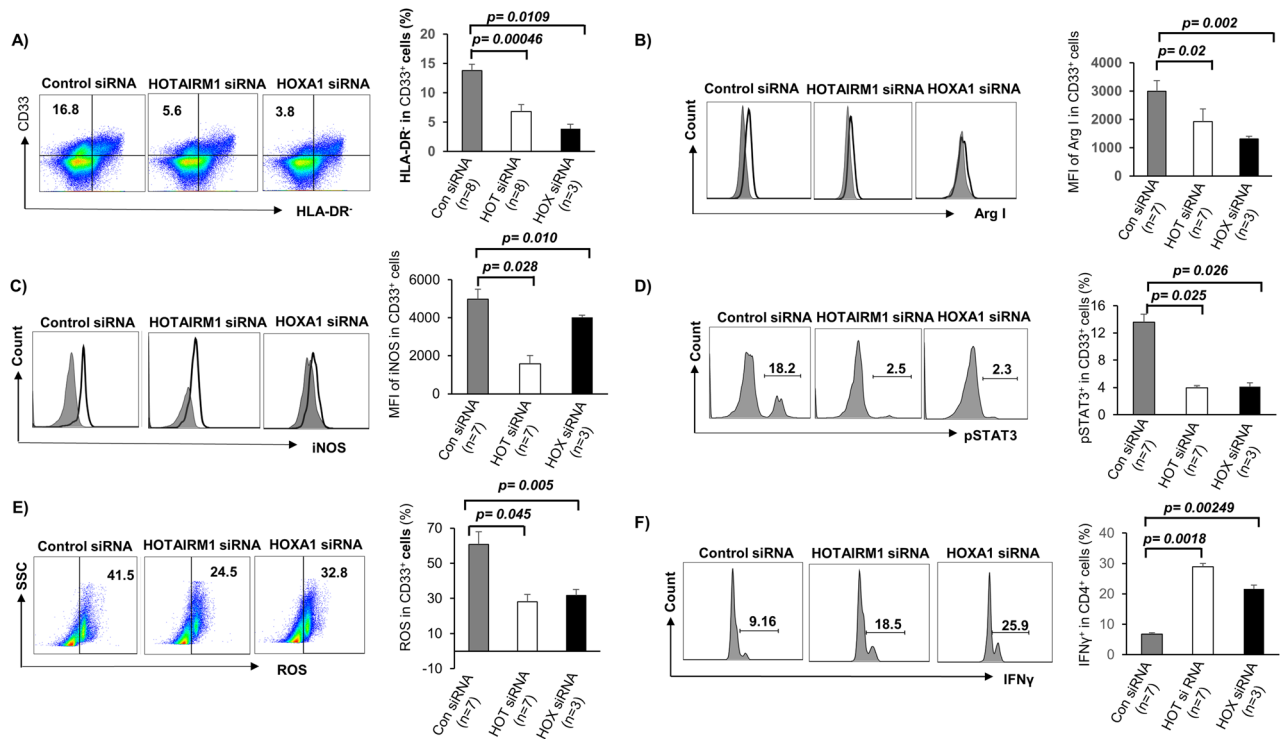 A)
Control siRNA HOTAIRM1 siRNA HOXA1 siRNA
16.8 5.6 3.8
CD33
HLA-DR-
p= 0.0109
p= 0.00046
HLA-DR- in CD33+ cells (%)
20
15
10
5
0
Con siRNA
(n=8)
HOT siRNA
(n=8)
HOX siRNA
(n=3)
B)
Control siRNA HOTAIRM1 siRNA HOXA1 siRNA
Count
Arg I
p= 0.002
p= 0.02
MFI of Arg I in CD33+ cells
4000
3000
2000
1000
0
Con siRNA
(n=7)
HOT siRNA
(n=7)
HOX siRNA
(n=3)
C)
Control siRNA HOTAIRM1 siRNA HOXA1 siRNA
Count
iNOS
p= 0.010
p= 0.028
MFI of iNOS in CD33+ cells
6000
4000
2000
0
Con siRNA
(n=7)
HOT siRNA
(n=7)
HOX siRNA
(n=3)
D)
Control siRNA HOTAIRM1 siRNA HOXA1 siRNA
18.2 2.5 2.3
Count
pSTAT3
p= 0.026
p= 0.025
pSTAT3+ in CD33+ cells (%)
16
12
8
4
0
Con siRNA
(n=7)
HOT siRNA
(n=7)
HOX siRNA
(n=3)
E)
Control siRNA HOTAIRM1 siRNA HOXA1 siRNA
41.5 24.5 32.8
SSC
ROS
p= 0.005
p= 0.045
ROS in CD33+ cells (%)
70
50
30
10
-10
Con siRNA
(n=7)
HOT siRNA
(n=7)
HOX siRNA
(n=3)
F)
Control siRNA HOTAIRM1 siRNA HOXA1 siRNA
9.16 18.5 25.9
Count
IFNγ
p= 0.00249
p= 0.0018
IFNγ+ in CD4+ cells (%)
40
30
20
10
0
Con siRNA
(n=7)
HOT si RNA
(n=7)
HOX siRNA
(n=3)